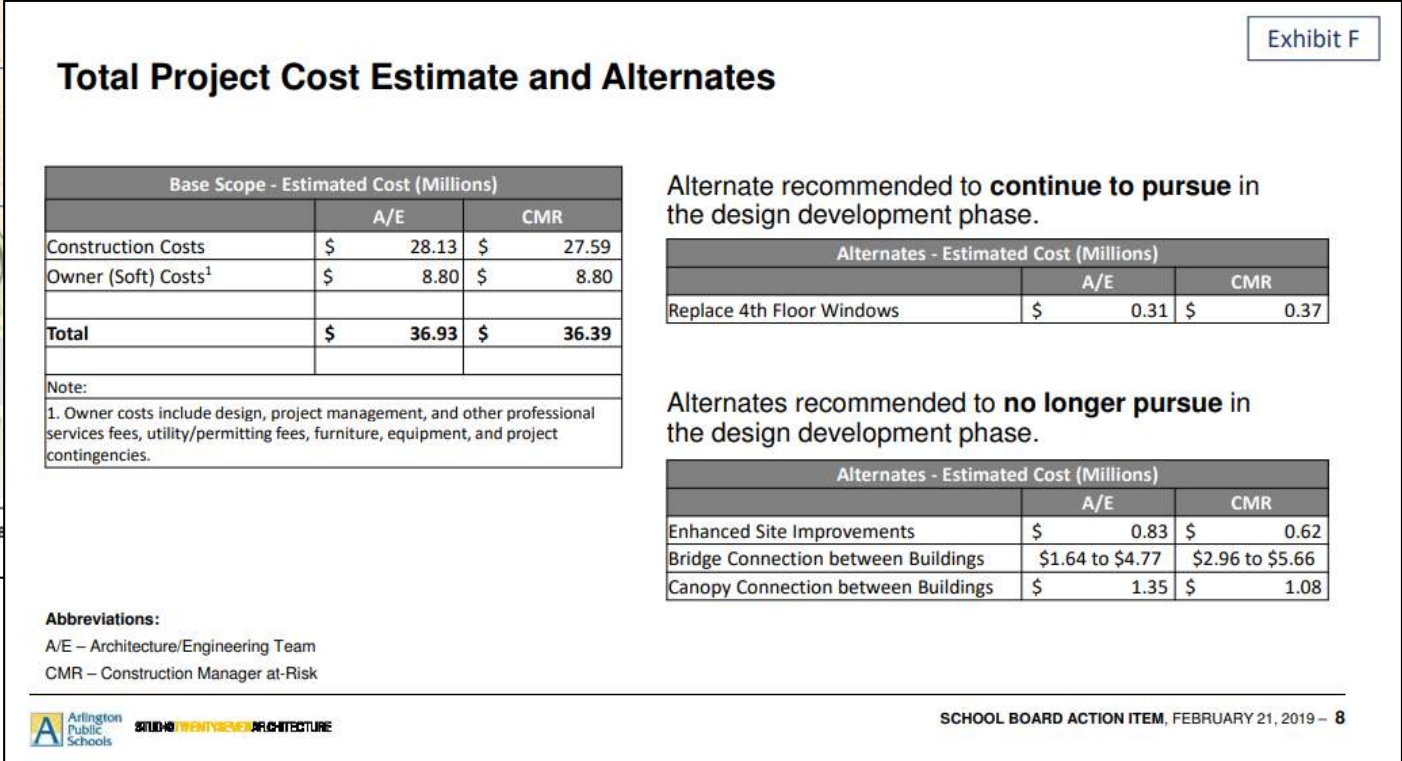 Exhibit F
Total Project Cost Estimate and Alternates
Base Scope - Estimated Cost (Millions)
A/E CMR
Construction Costs $ 28.13 $ 27.59
Owner (Soft) Costs1 $ 8.80 $ 8.80
Total $ 36.93 $ 36.39
Note:
1. Owner costs include design, project management, and other professional
services fees, utility/permitting fees, furniture, equipment, and project
contingencies.
Alternate recommended to continue to pursue in
the design development phase.
Alternates - Estimated Cost (Millions)
A/E CMR
Replace 4th Floor Windows $ 0.31 $ 0.37
Alternates recommended to no longer pursue in
the design development phase.
Alternates - Estimated Cost (Millions)
A/E CMR
Enhanced Site Improvements $ 0.83 $ 0.62
Bridge Connection between Buildings $1.64 to $4.77 $2.96 to $5.66
Canopy Connection between Buildings $ 1.35 $ 1.08
Abbreviations:
A/E – Architecture/Engineering Team
CMR – Construction Manager at-Risk
A Arlington
Public
Schools
STUDIOTWENTYSEVENARCHITECTURE
SCHOOL BOARD ACTION ITEM, FEBRUARY 21, 2019 – 8